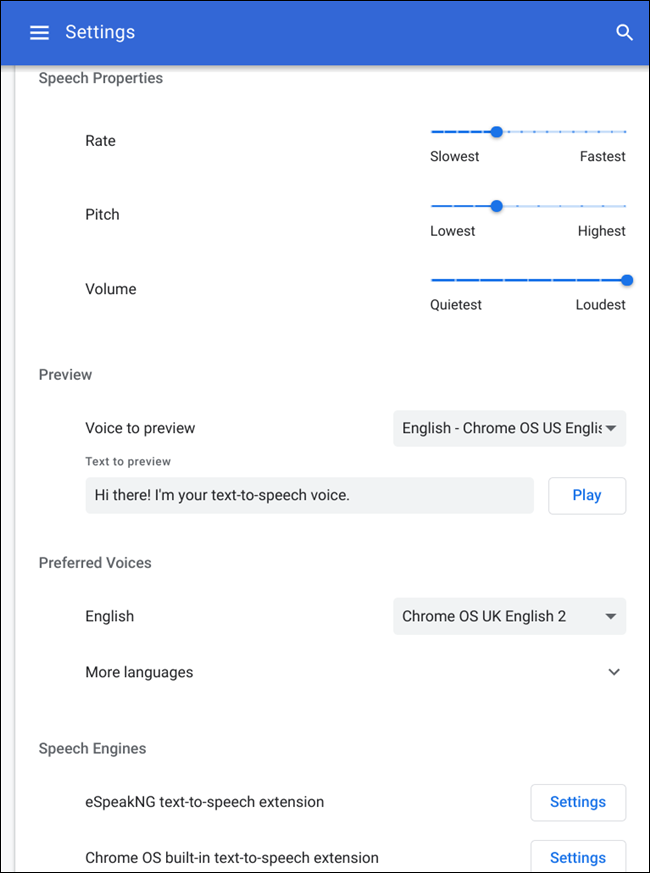 Settings
Speech Properties
Rate
Slowest Fastest
Pitch
Lowest Highest
Volume
Quietest Loudest
Preview
Voice to preview English - Chrome OS US Englis
Text to preview
Hi there! I'm your text-to-speech voice. Play
Preferred Voices
English Chrome OS UK English 2
More languages
Speech Engines
eSpeakNG text-to-speech extension Settings
Chrome OS built-in text-to-speech extension Settings